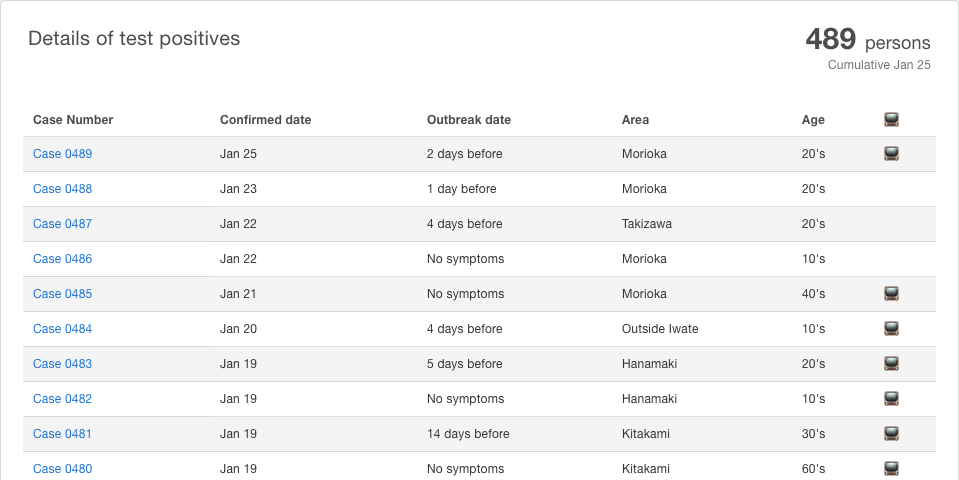 Details of test positives
489 persons
Cumulative Jan 25
Case Number Confirmed date Outbreak date Area Age
Case 0489 Jan 25 2 days before Morioka 20's
Case 0488 Jan 23 1 day before Morioka 20's
Case 0487 Jan 22 4 days before Takizawa 20's
Case 0486 Jan 22 No symptoms Morioka 10's
Case 0485 Jan 21 No symptoms Morioka 40's
Case 0484 Jan 20 4 days before Outside Iwate 10's
Case 0483 Jan 19 5 days before Hanamaki 20's
Case 0482 Jan 19 No symptoms Hanamaki 10's
Case 0481 Jan 19 14 days before Kitakami 30's
Case 0480 Jan 19 No symptoms Kitakami 60's